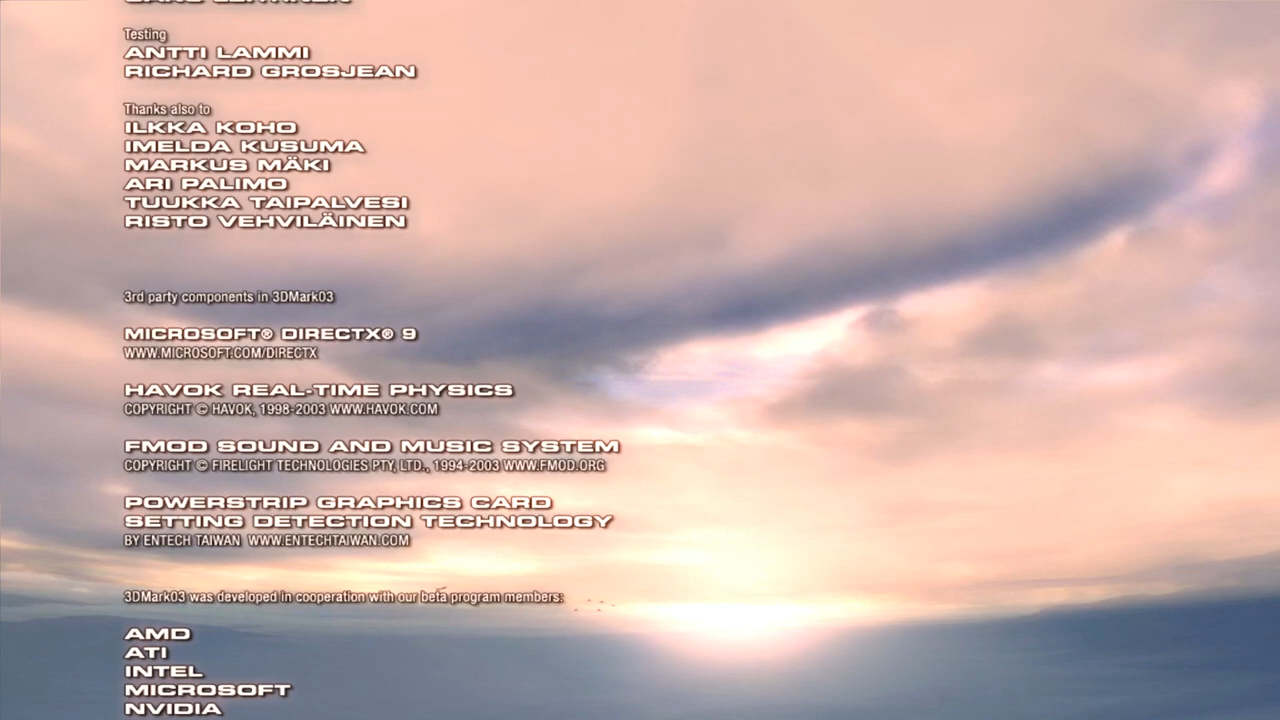 Testing
ANTTI LAMMI
RICHARD GROSJEAN
Thanks also to
ILKKA KOHO
IMELDA KUSUMA
MARKUS MÄKI
ARI PALIMO
TUUKKA TAIPALVESI
RISTO VEHVILÄINEN
3rd party components in 3DMark03
MICROSOFT® DIRECTX® 9
WWW.MICROSOFT.COM/DIRECTX
HAVOK REAL-TIME PHYSICS
COPYRIGHT © HAVOK, 1998-2003 WWW.HAVOK.COM
FMOD SOUND AND MUSIC SYSTEM
COPYRIGHT © FIRELIGHT TECHNOLOGIES PTY, LTD., 1994-2003 WWW.FMOD.ORG
POWERSTRIP GRAPHICS CARD
SETTING DETECTION TECHNOLOGY
BY ENTECH TAIWAN WWW.ENTECHTAIWAN.COM
3DMark03 was developed in cooperation with our beta program members:
AMD
ATI
INTEL
MICROSOFT
NVIDIA